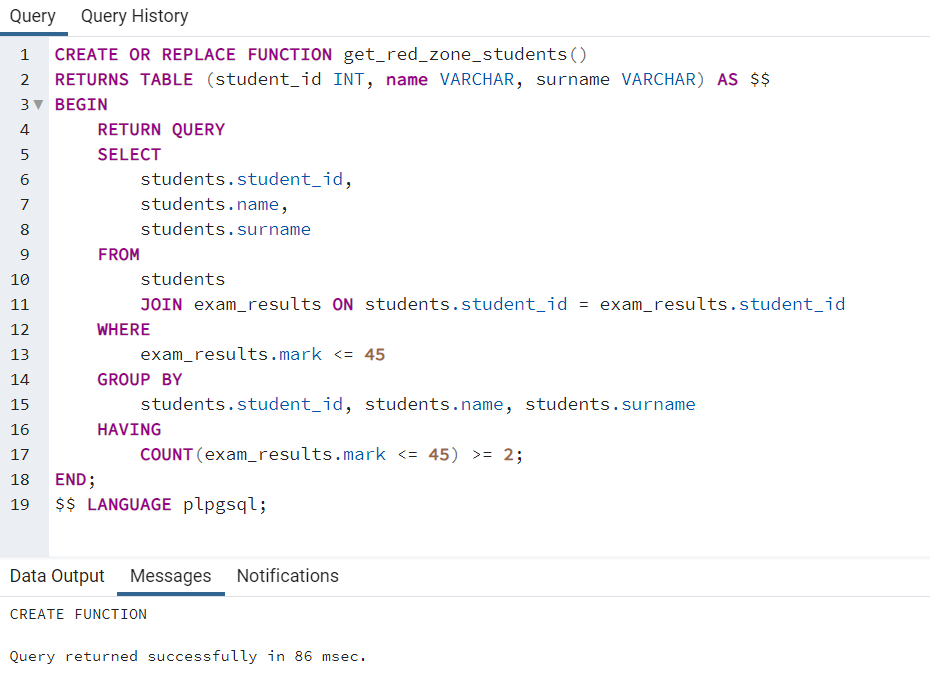 Query Query History
1 CREATE OR REPLACE FUNCTION get_red_zone_students()
2 RETURNS TABLE (student_id INT, name VARCHAR, surname VARCHAR) AS $$
3 BEGIN
4 RETURN QUERY
5 SELECT
6 students.student_id,
7 students.name,
8 students.surname
9 FROM
10 students
11 JOIN exam_results ON students.student_id = exam_results.student_id
12 WHERE
13 exam_results.mark <= 45
14 GROUP BY
15 students.student_id, students.name, students.surname
16 HAVING
17 COUNT(exam_results.mark <= 45) >= 2;
18 END;
19 $$ LANGUAGE plpgsql;
Data Output Messages Notifications
CREATE FUNCTION
Query returned successfully in 86 msec.